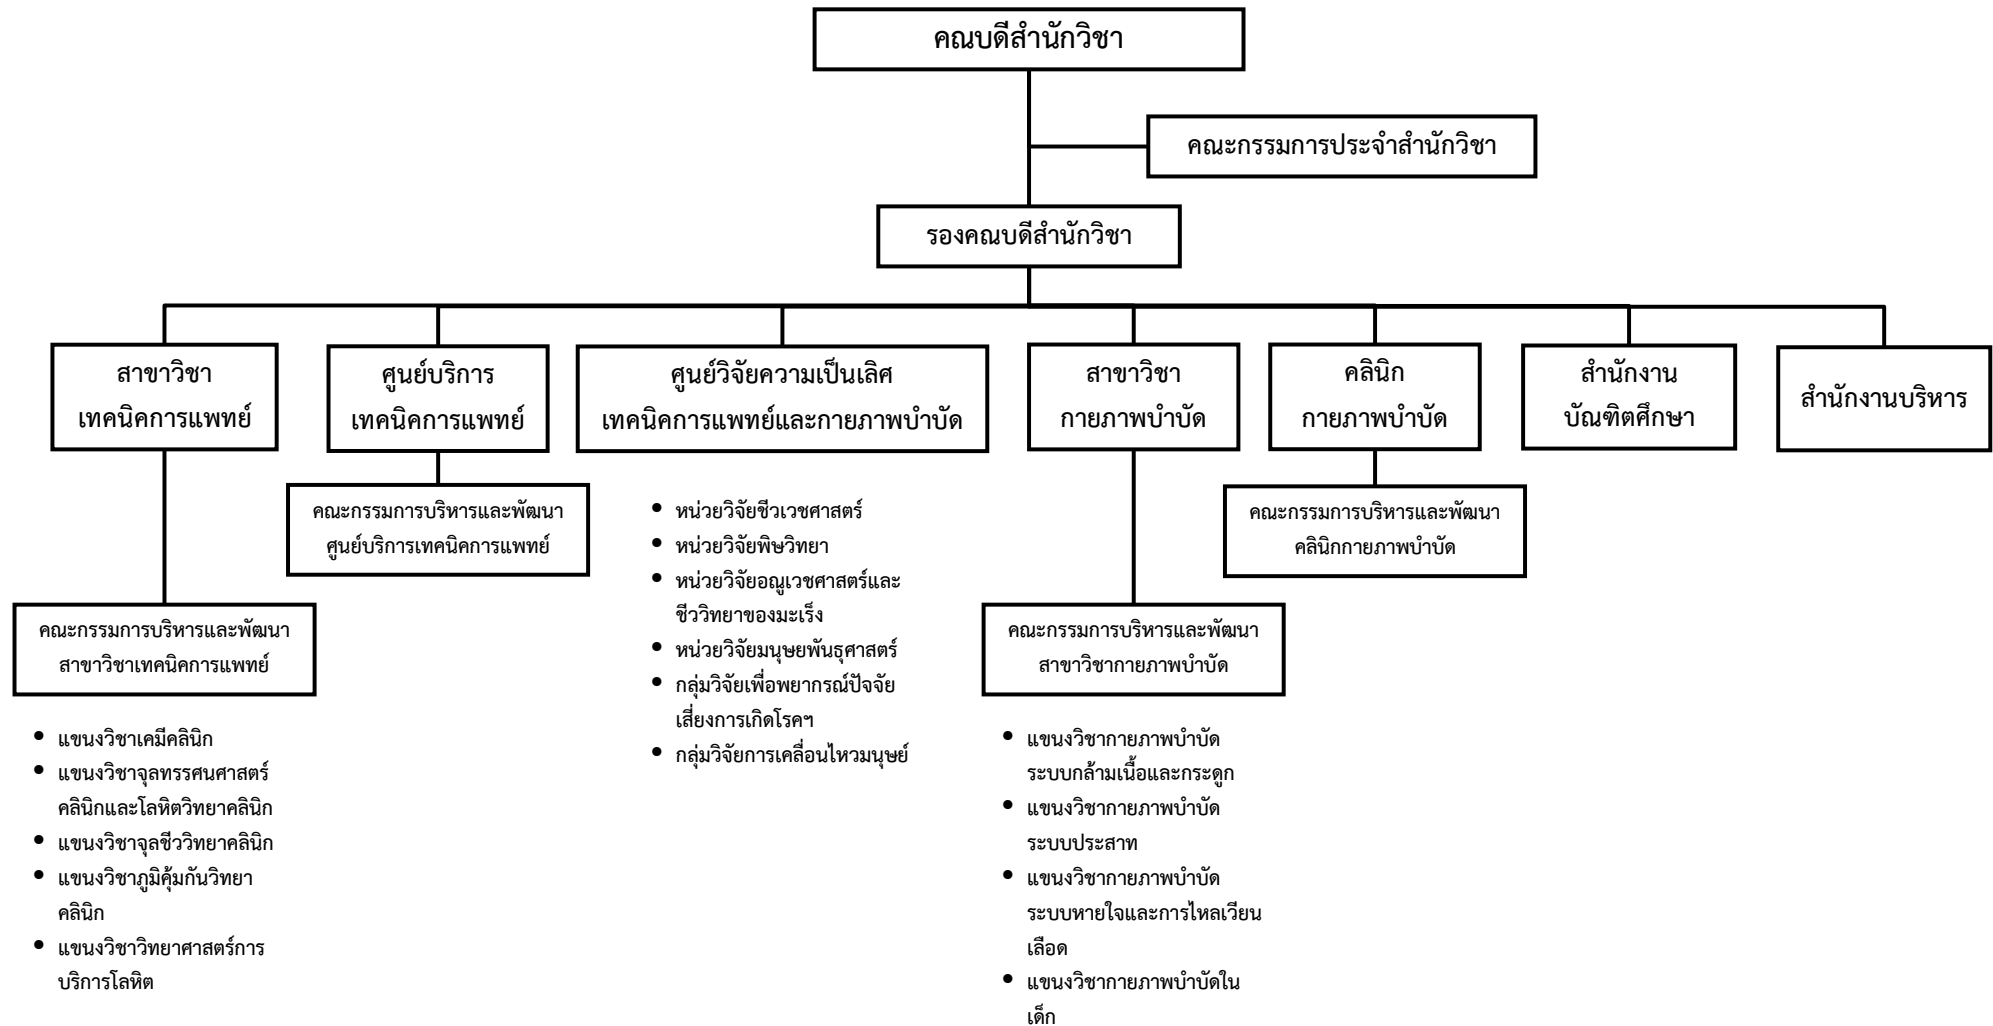 คณบดีสำนักวิชา
คณะกรรมการประจำสำนักวิชา
รองคณบดีสำนักวิชา
สาขาวิชา
เทคนิคการแพทย์
ศูนย์บริการ
เทคนิคการแพทย์
ศูนย์วิจัยความเป็นเลิศ
เทคนิคการแพทย์และกายภาพบำบัด
สาขาวิชา
กายภาพบำบัด
คลินิก
กายภาพบำบัด
สำนักงาน
บัณฑิตศึกษา
สำนักงานบริหาร
คณะกรรมการบริหารและพัฒนา
สาขาวิชาเทคนิคการแพทย์
• แขนงวิชาเคมีคลินิก
• แขนงวิชาจุลทรรศนศาสตร์
คลินิกและโลหิตวิทยาคลินิก
• แขนงวิชาจุลชีววิทยาคลินิก
• แขนงวิชาภูมิคุ้มกันวิทยา
คลินิก
• แขนงวิชาวิทยาศาสตร์การ
บริการโลหิต
คณะกรรมการบริหารและพัฒนา
ศูนย์บริการเทคนิคการแพทย์
• หน่วยวิจัยชีวเวชศาสตร์
• หน่วยวิจัยพิษวิทยา
• หน่วยวิจัยอณูเวชศาสตร์และ
ชีววิทยาของมะเร็ง
• หน่วยวิจัยมนุษยพันธุศาสตร์
• กลุ่มวิจัยเพื่อพยากรณ์ปัจจัย
เสี่ยงการเกิดโรคฯ
• กลุ่มวิจัยการเคลื่อนไหวมนุษย์
คณะกรรมการบริหารและพัฒนา
สาขาวิชากายภาพบำบัด
• แขนงวิชากายภาพบำบัด
ระบบกล้ามเนื้อและกระดูก
• แขนงวิชากายภาพบำบัด
ระบบประสาท
• แขนงวิชากายภาพบำบัด
ระบบหายใจและการไหลเวียน
เลือด
• แขนงวิชากายภาพบำบัดใน
เด็ก
คณะกรรมการบริหารและพัฒนา
คลินิกกายภาพบำบัด